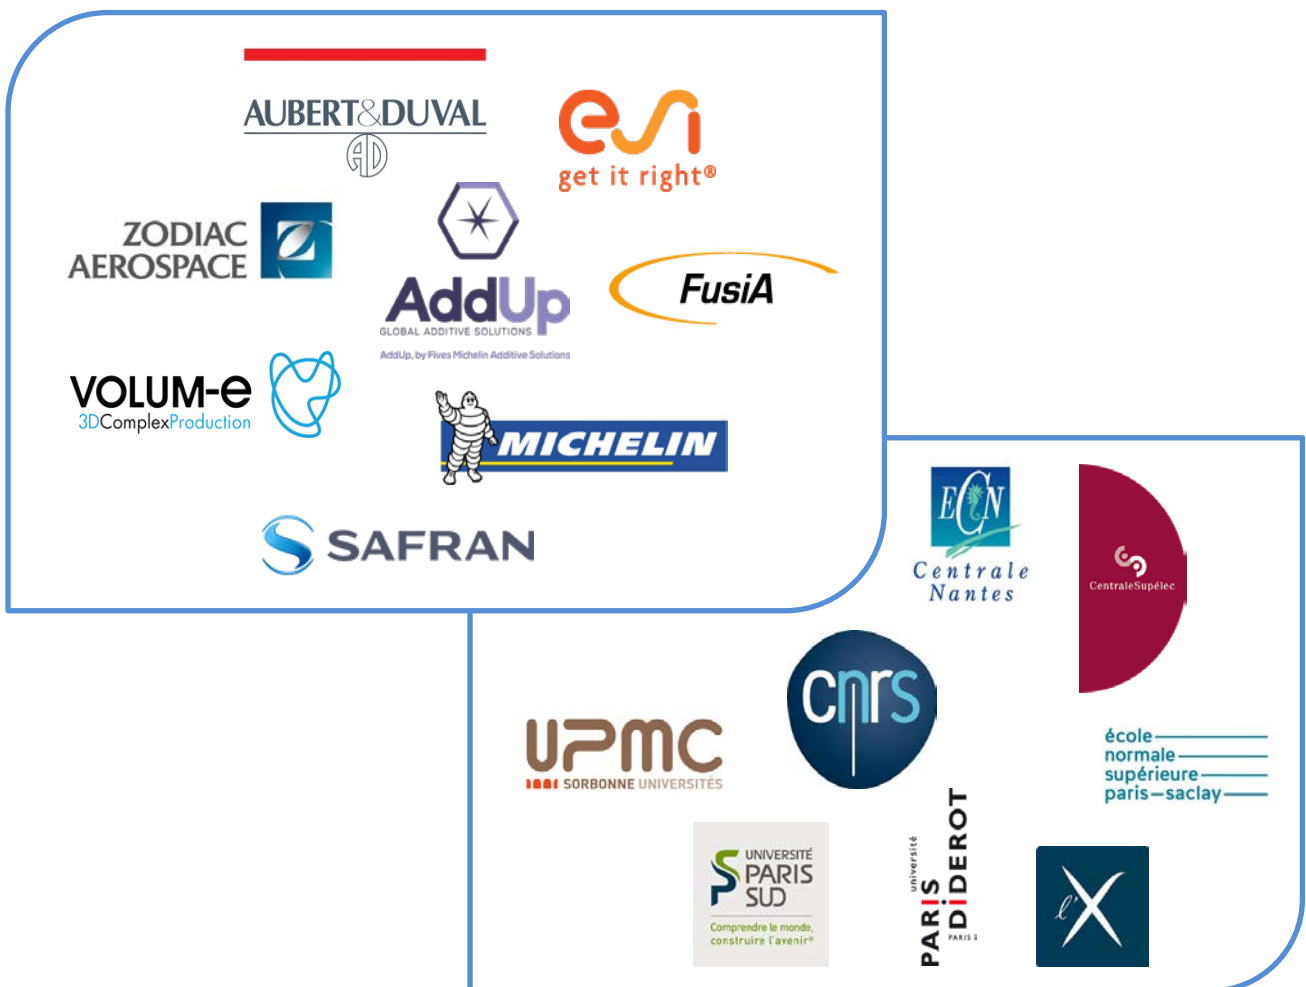 AUBERT&DUVAL
AD
esi
get it right®
ZODIAC
AEROSPACE
AddUp
GLOBAL ADDITIVE SOLUTIONS
AddUp, by Fives Michelin Additive Solutions
FusiA
VOLUM-e
3DComplexProduction
MICHELIN
SAFRAN
ECN
Centrale
Nantes
CentraleSupélec
cnrs
UPMC
SORBONNE UNIVERSITÉS
école
normale
supérieure
paris–saclay
UNIVERSITÉ
PARIS
SUD
Comprendre le monde,
construire l'avenir®
université
PARIS
DiDEROT
PARIS 7
l'X